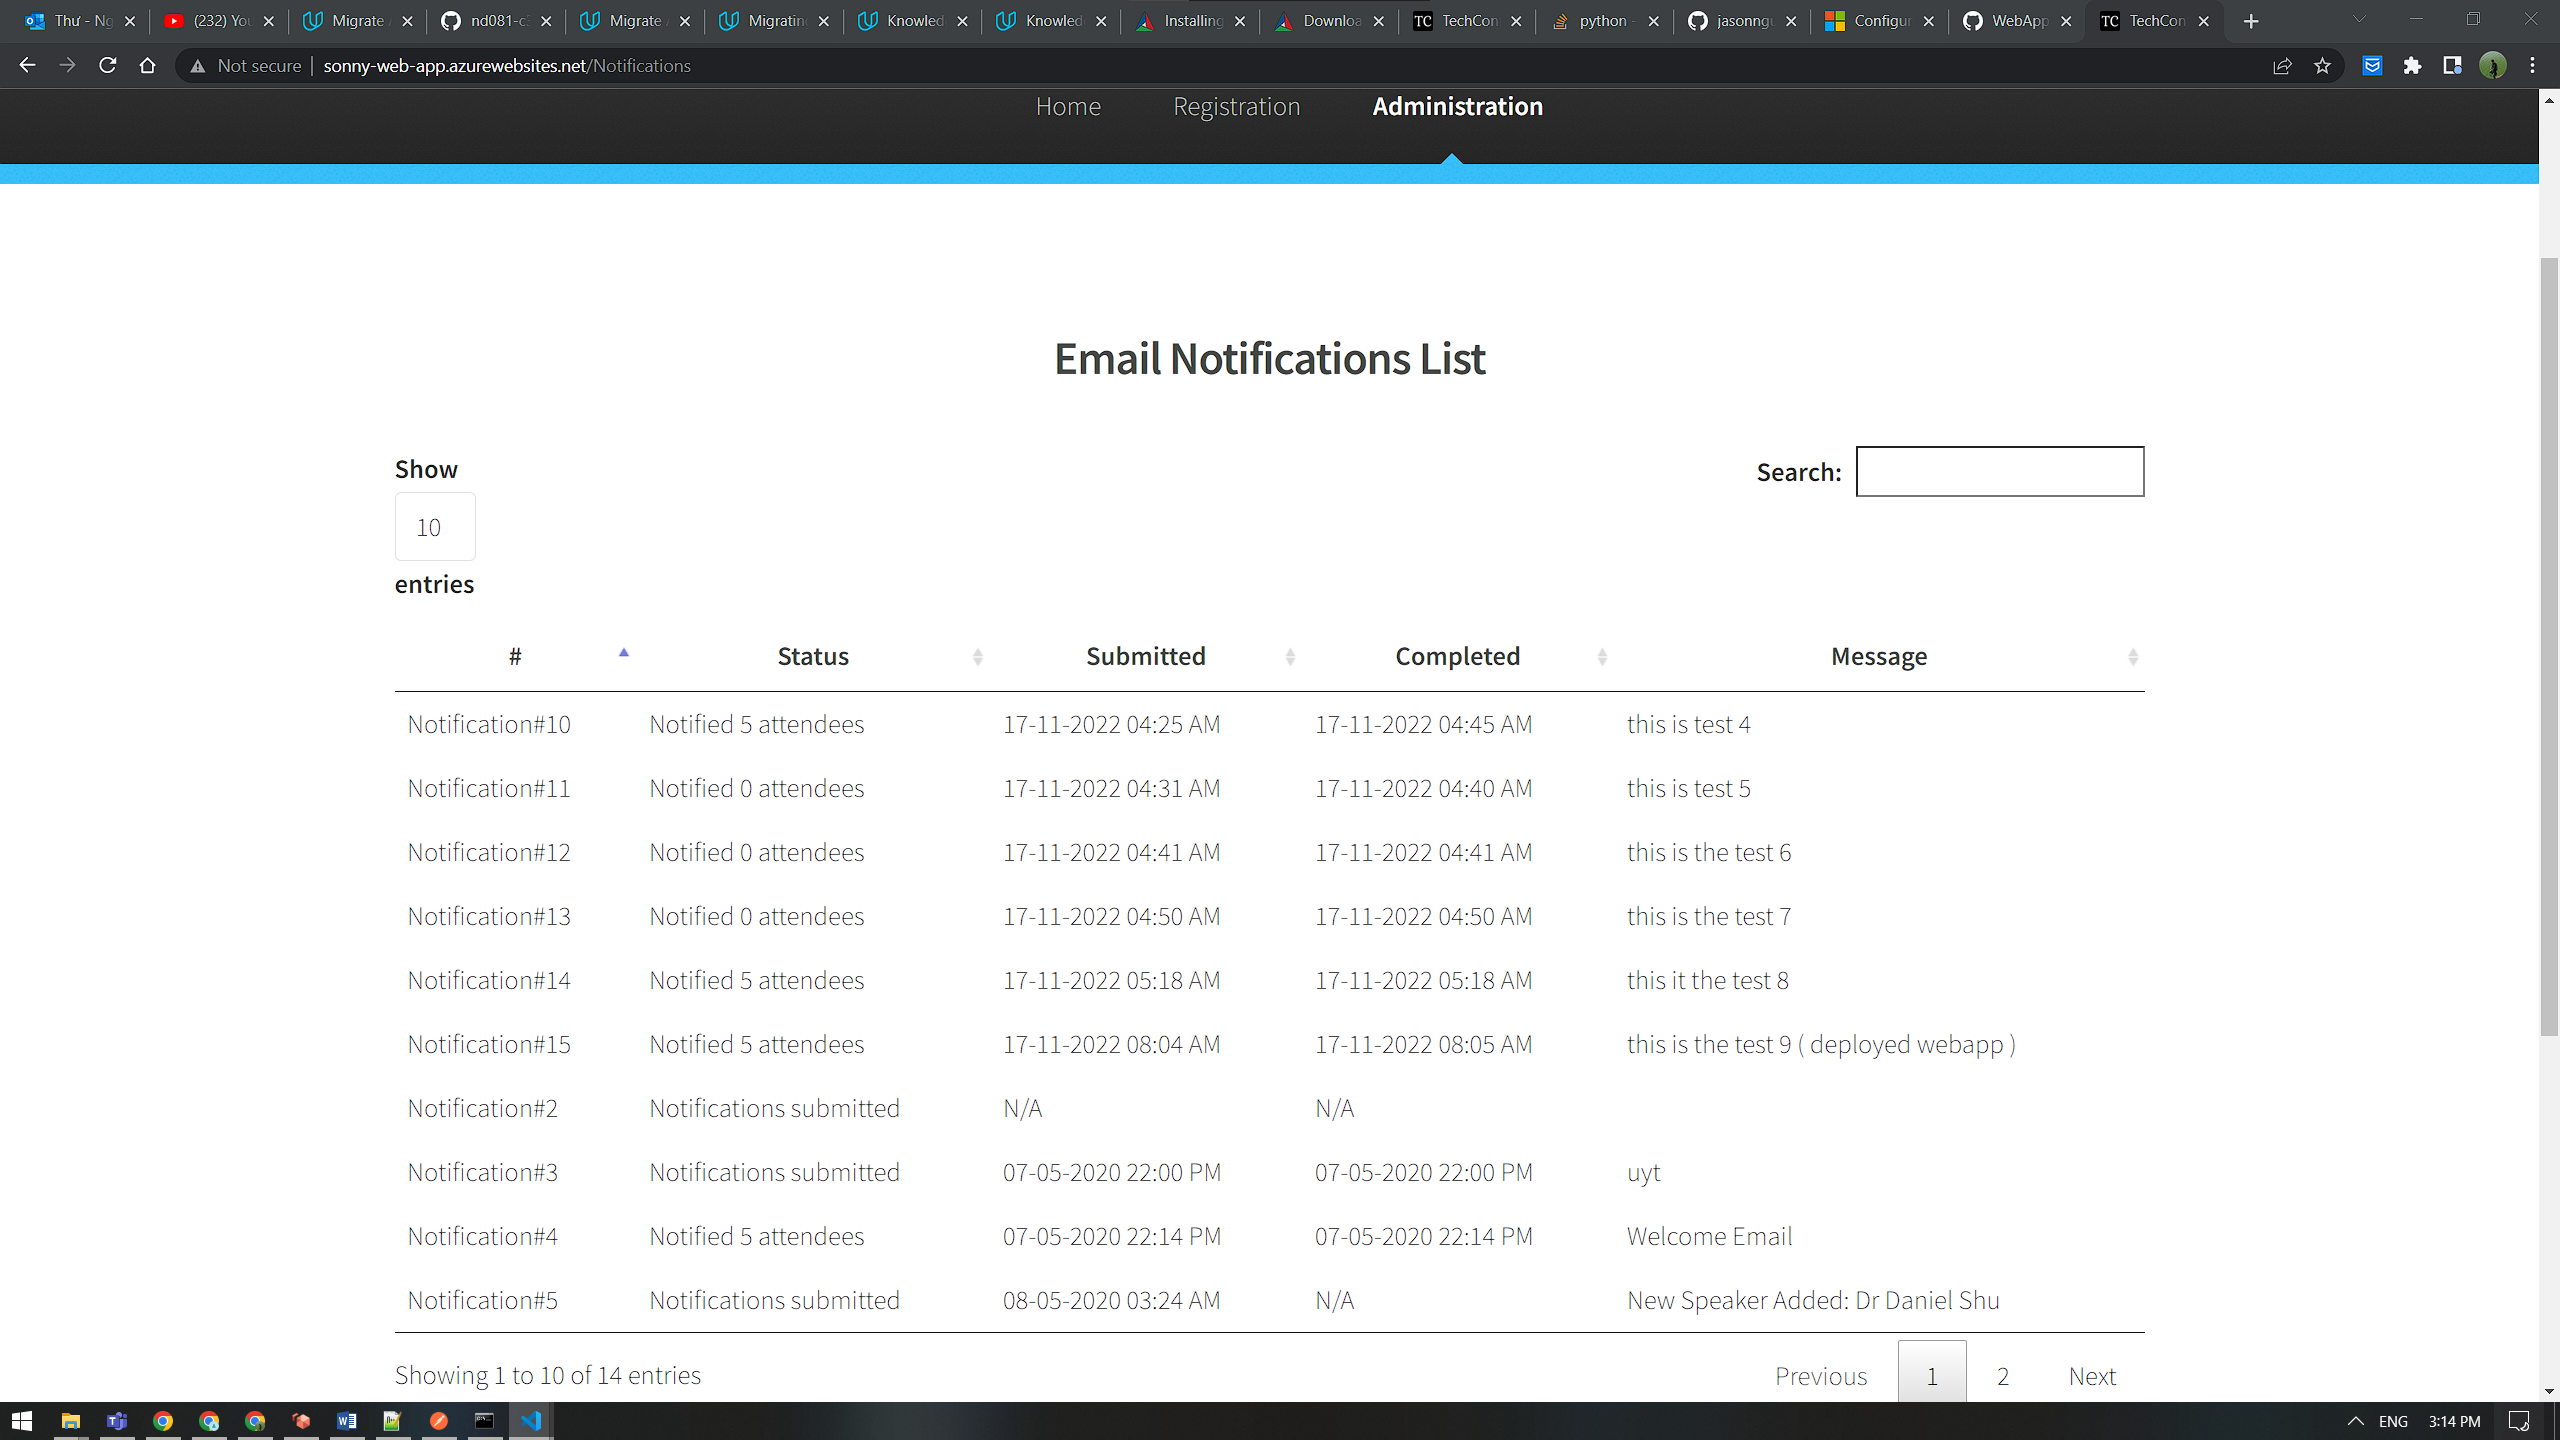 Thư - Ng
(232) You
Migrate A
nd081-c3
Migrate A
Migrating
Knowled
Knowled
Installing
Downloa
TC TechCon
python -
jasonngu
Configur
WebApp
TC TechCon
Not secure sonny-web-app.azurewebsites.net/Notifications
Home Registration Administration
Email Notifications List
Show
10
entries
Search:
# Status Submitted Completed Message
Notification#10 Notified 5 attendees 17-11-2022 04:25 AM 17-11-2022 04:45 AM this is test 4
Notification#11 Notified 0 attendees 17-11-2022 04:31 AM 17-11-2022 04:40 AM this is test 5
Notification#12 Notified 0 attendees 17-11-2022 04:41 AM 17-11-2022 04:41 AM this is the test 6
Notification#13 Notified 0 attendees 17-11-2022 04:50 AM 17-11-2022 04:50 AM this is the test 7
Notification#14 Notified 5 attendees 17-11-2022 05:18 AM 17-11-2022 05:18 AM this it the test 8
Notification#15 Notified 5 attendees 17-11-2022 08:04 AM 17-11-2022 08:05 AM this is the test 9 ( deployed webapp )
Notification#2 Notifications submitted N/A N/A
Notification#3 Notifications submitted 07-05-2020 22:00 PM 07-05-2020 22:00 PM uyt
Notification#4 Notified 5 attendees 07-05-2020 22:14 PM 07-05-2020 22:14 PM Welcome Email
Notification#5 Notifications submitted 08-05-2020 03:24 AM N/A New Speaker Added: Dr Daniel Shu
Showing 1 to 10 of 14 entries
Previous 1 2 Next
ENG 3:14 PM